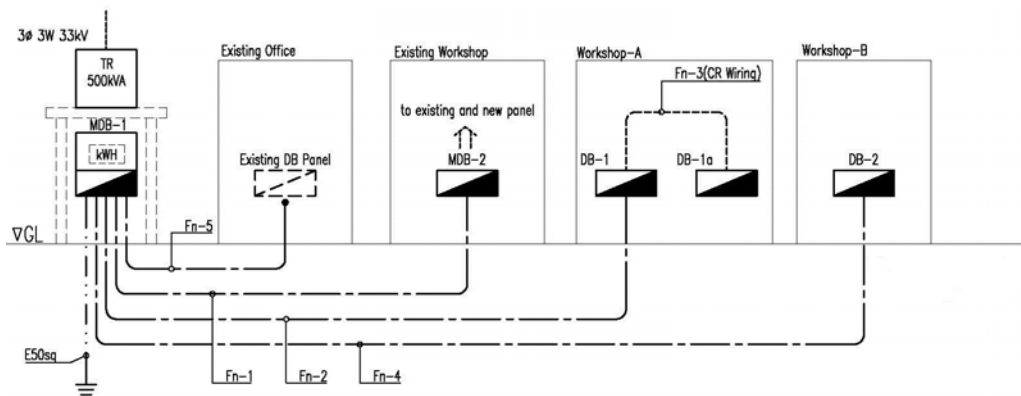 3ø 3W 33kV
TR
500kVA
MDB-1
kWH
Existing Office
Existing DB Panel
Existing Workshop
to existing and new panel
MDB-2
Workshop-A
Fn-3(CR Wiring)
DB-1
DB-1a
Workshop-B
DB-2
∇GL
Fn-5
E50sq
Fn-1
Fn-2
Fn-4